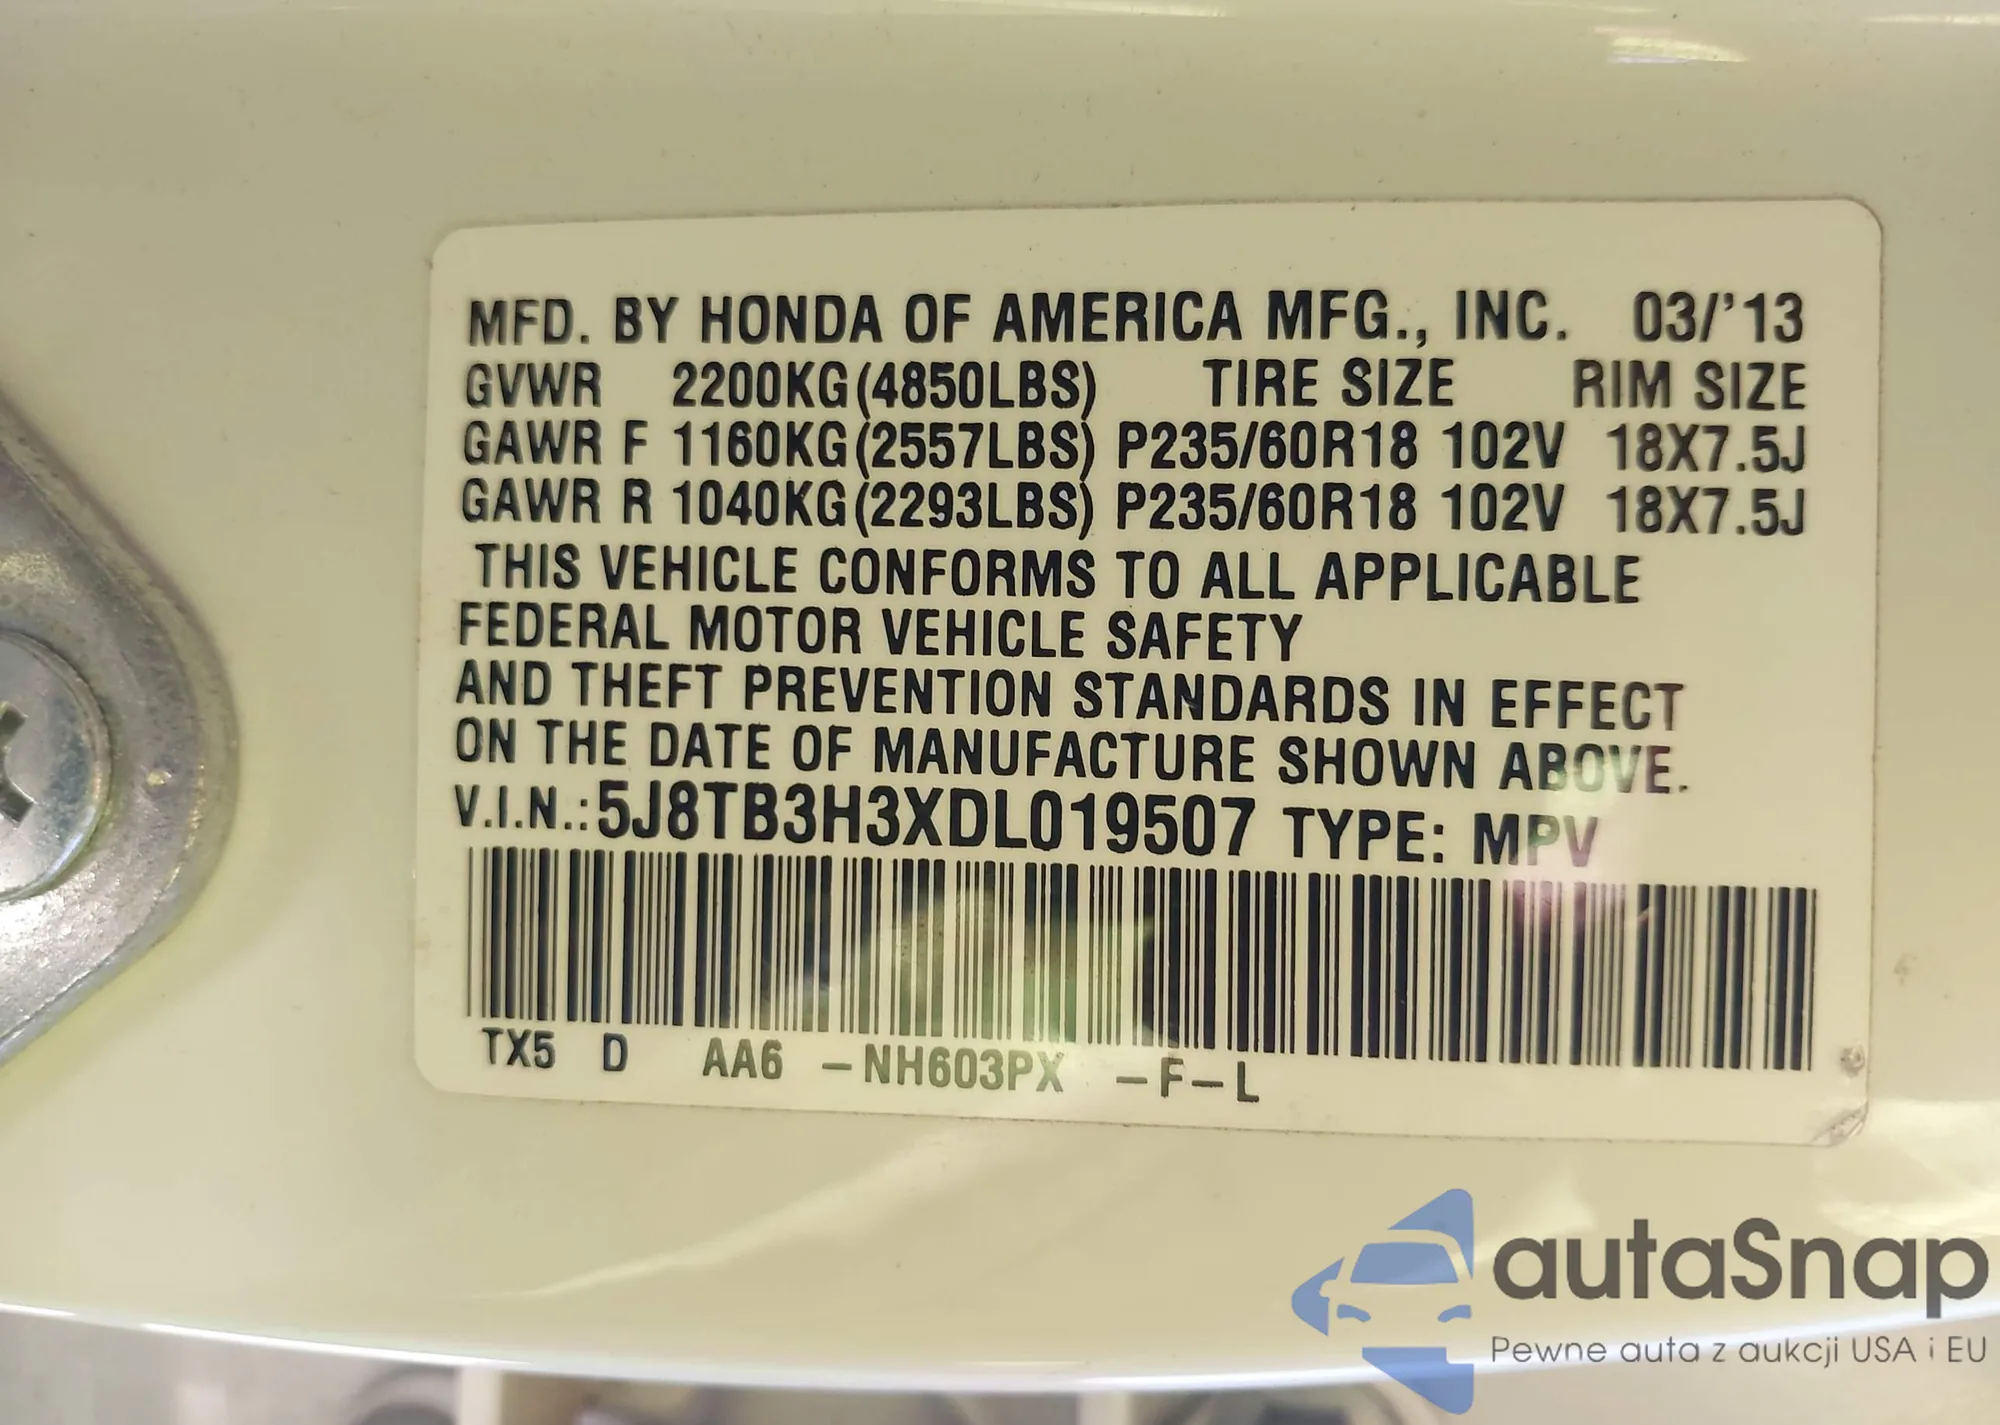 MFD. BY HONDA OF AMERICA MFG., INC. 03/'13
GVWR 2200KG(4850LBS) TIRE SIZE RIM SIZE
GAWR F 1160KG(2557LBS) P235/60R18 102V 18X7.5J
GAWR R 1040KG(2293LBS) P235/60R18 102V 18X7.5J
THIS VEHICLE CONFORMS TO ALL APPLICABLE
FEDERAL MOTOR VEHICLE SAFETY
AND THEFT PREVENTION STANDARDS IN EFFECT
ON THE DATE OF MANUFACTURE SHOWN ABOVE.
V.I.N.:5J8TB3H3XDL019507 TYPE: MPV
TX5 D AA6 –NH603PX –F–L
autaSnap
Pewne auta z aukcji USA i EU